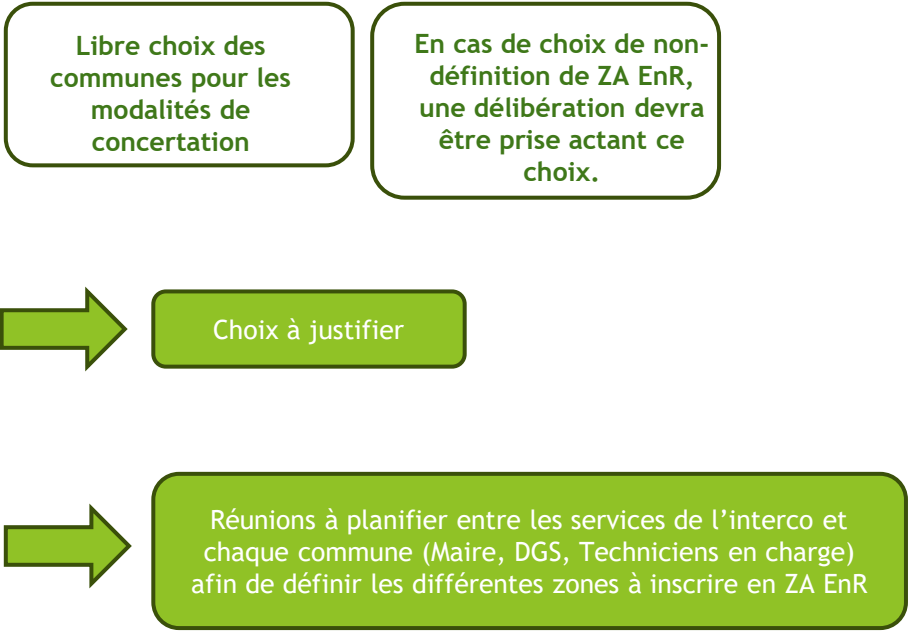 Libre choix des
communes pour les
modalités de
concertation
En cas de choix de non-
définition de ZA EnR,
une délibération devra
être prise actant ce
choix.
Choix à justifier
Réunions à planifier entre les services de l’interco et
chaque commune (Maire, DGS, Techniciens en charge)
afin de définir les différentes zones à inscrire en ZA EnR